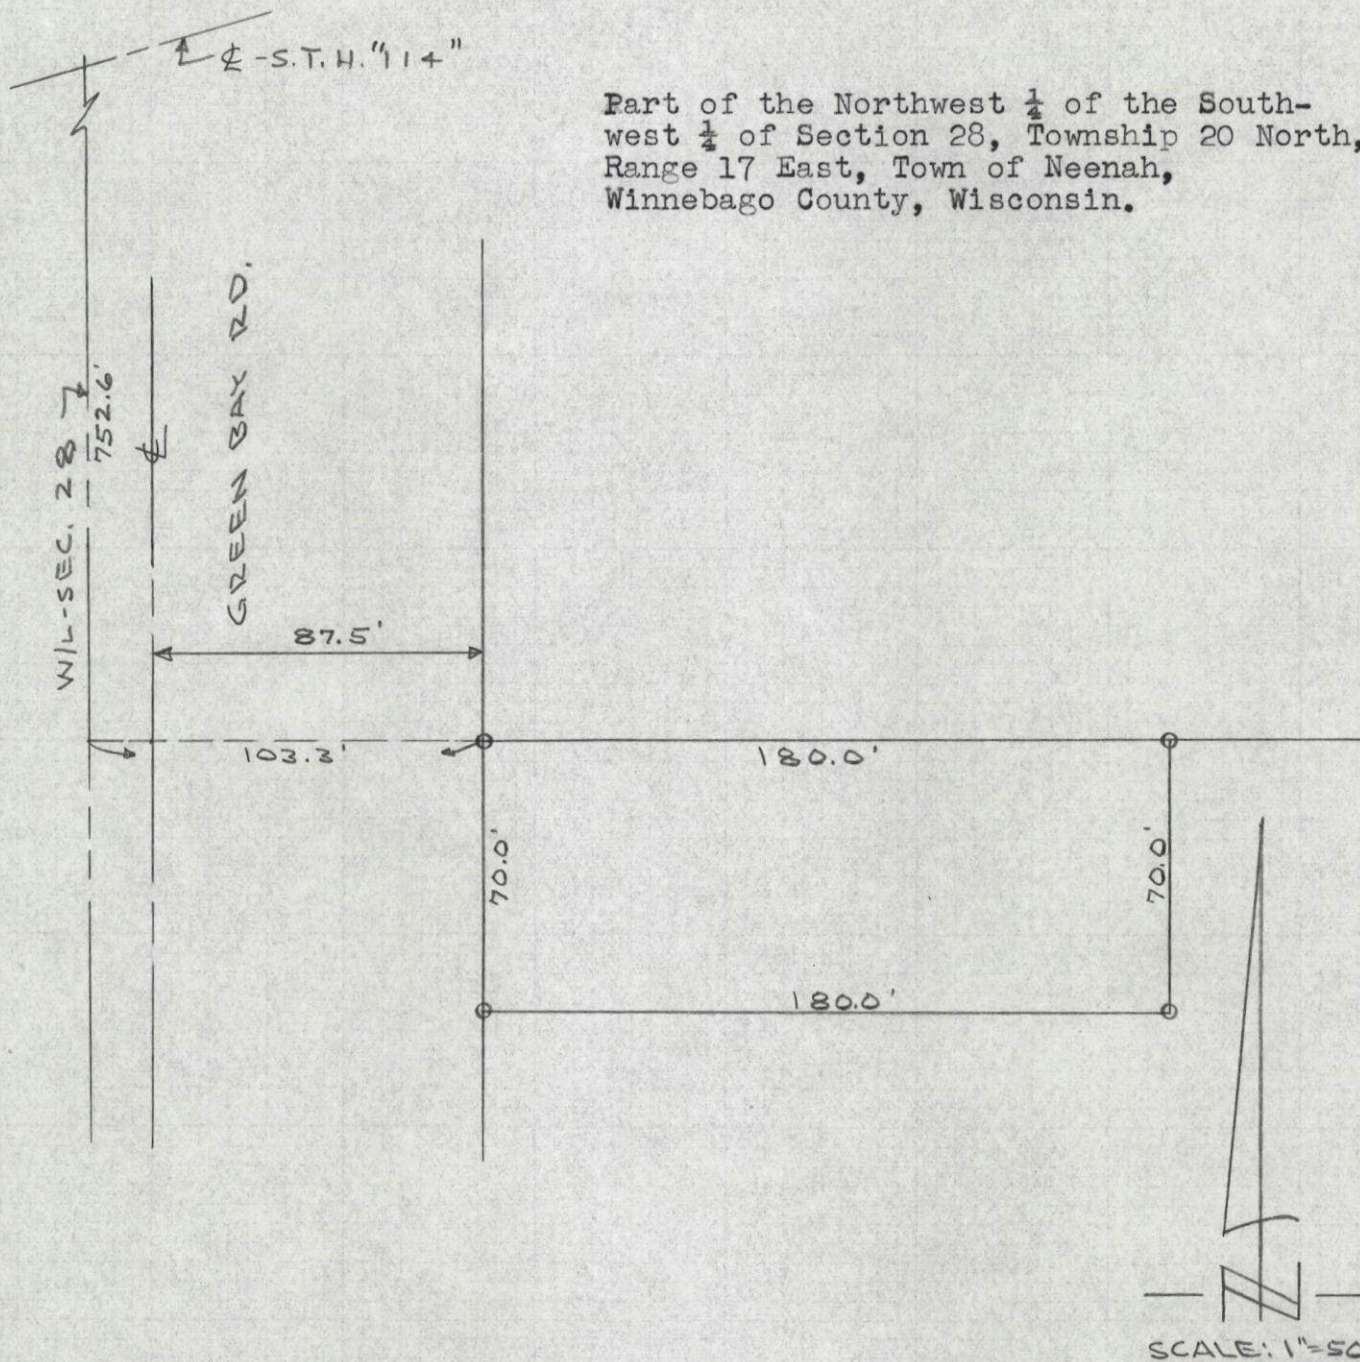 ℄-S.T.H."114"
Part of the Northwest ¼ of the South-
west ¼ of Section 28, Township 20 North,
Range 17 East, Town of Neenah,
Winnebago County, Wisconsin.
W/L-SEC. 28
752.6'
℄
GREEN BAY RD.
87.5'
103.3'
180.0'
70.0'
70.0'
180.0'
N
SCALE: 1"=50